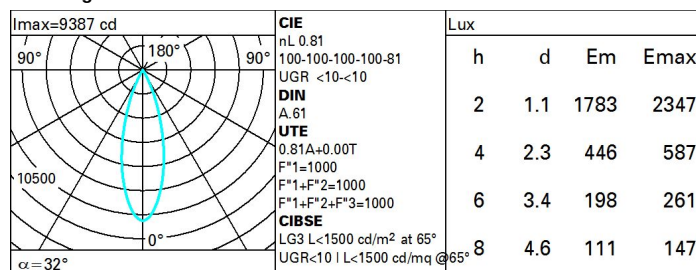 Imax=9387 cd
90° 180° 90°
10500
0°
α=32°
CIE
nL 0.81
100-100-100-100-81
UGR <10-<10
DIN
A.61
UTE
0.81A+0.00T
F"1=1000
F"1+F"2=1000
F"1+F"2+F"3=1000
CIBSE
LG3 L<1500 cd/m² at 65°
UGR<10 | L<1500 cd/mq @65°
Lux
h d Em Emax
2 1.1 1783 2347
4 2.3 446 587
6 3.4 198 261
8 4.6 111 147